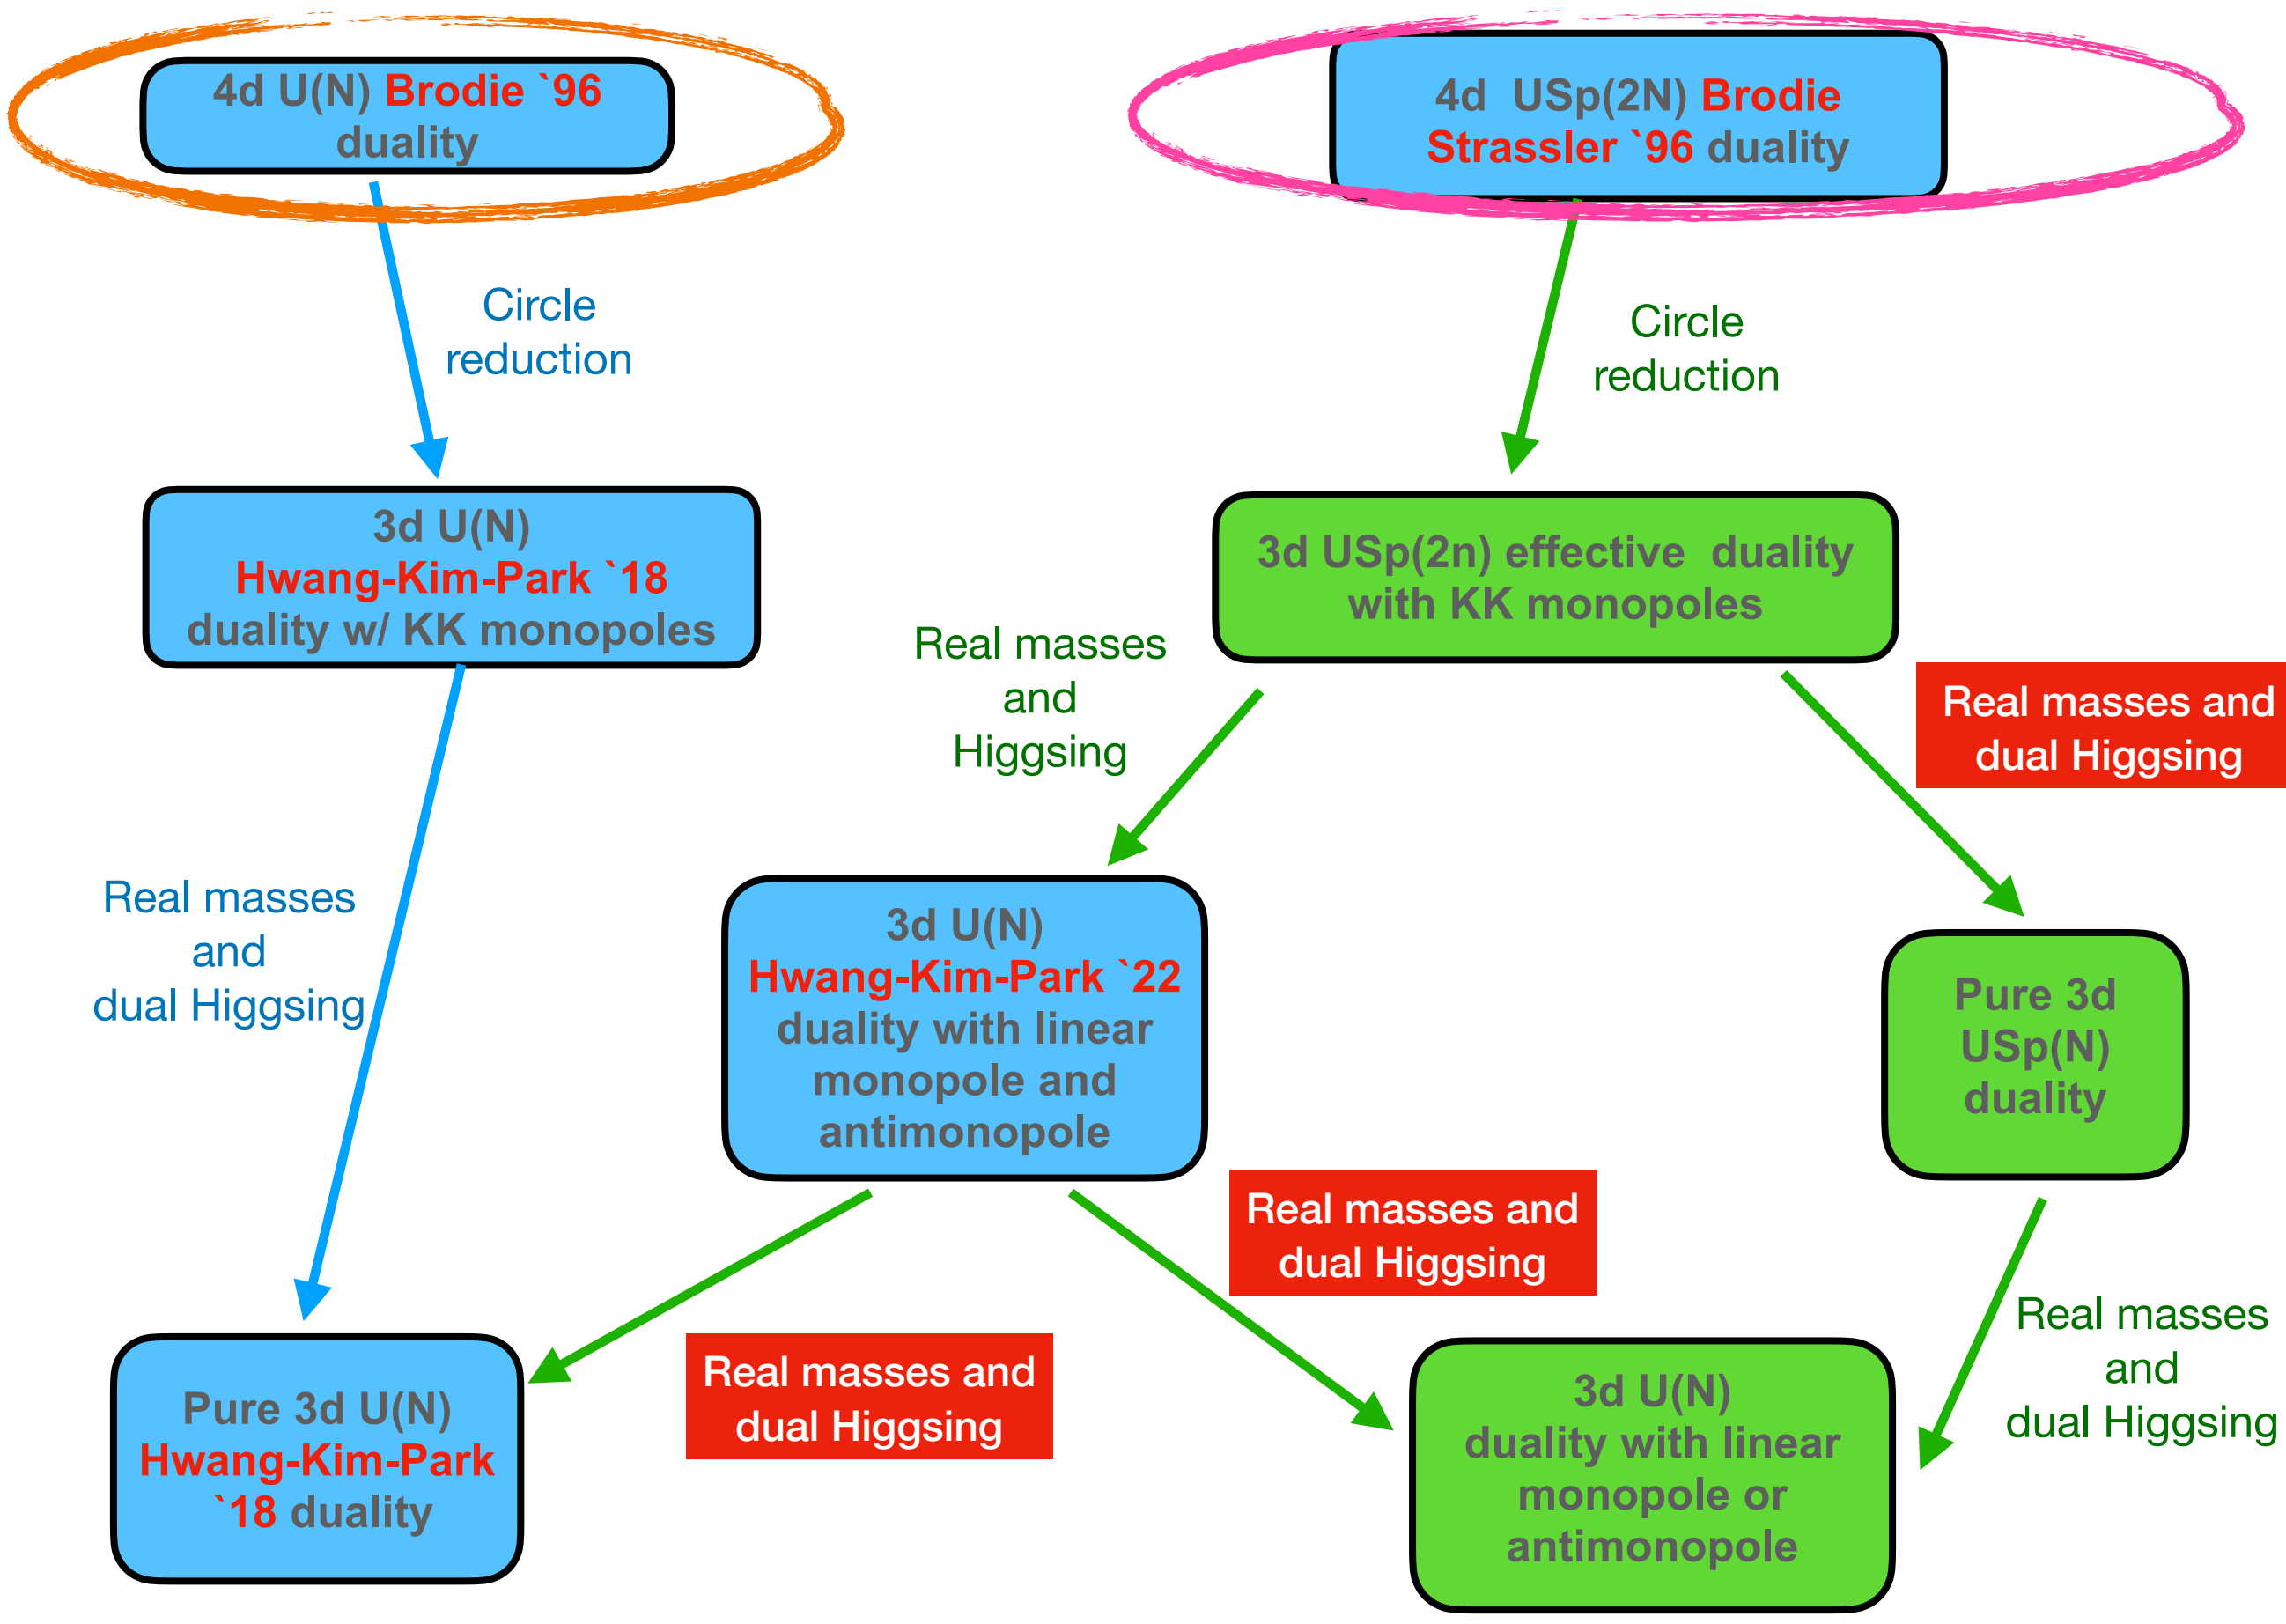 4d U(N) Brodie `96
duality
4d USp(2N) Brodie
Strassler `96 duality
Circle
reduction
Circle
reduction
3d U(N)
Hwang-Kim-Park `18
duality w/ KK monopoles
3d USp(2n) effective duality
with KK monopoles
Real masses
and
Higgsing
Real masses and
dual Higgsing
Real masses
and
dual Higgsing
3d U(N)
Hwang-Kim-Park `22
duality with linear
monopole and
antimonopole
Pure 3d
USp(N)
duality
Real masses and
dual Higgsing
Real masses and
dual Higgsing
Real masses
and
dual Higgsing
Pure 3d U(N)
Hwang-Kim-Park
`18 duality
3d U(N)
duality with linear
monopole or
antimonopole